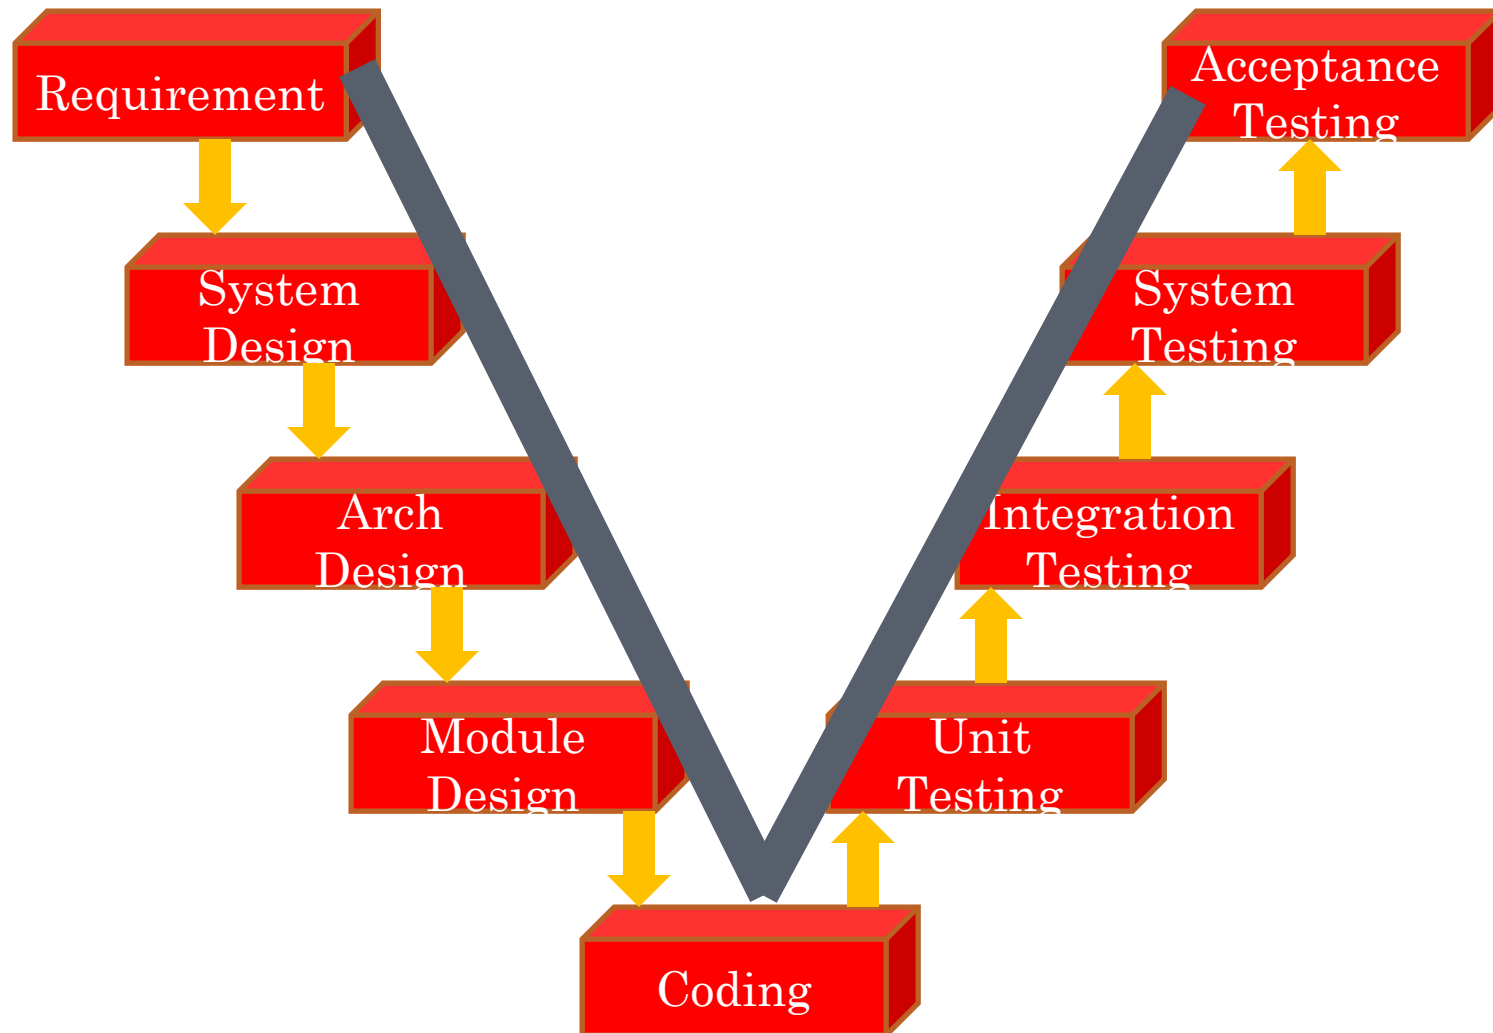 Requirement
Acceptance
Testing
System
Design
System
Testing
Arch
Design
Integration
Testing
Module
Design
Unit
Testing
Coding